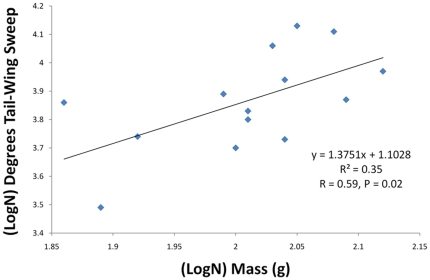 (LogN) Degrees Tail-Wing Sweep
4.2
4.1
4
3.9
3.8
3.7
3.6
3.5
3.4
y = 1.3751x + 1.1028
R² = 0.35
R = 0.59, P = 0.02
1.85 1.9 1.95 2 2.05 2.1 2.15
(LogN) Mass (g)